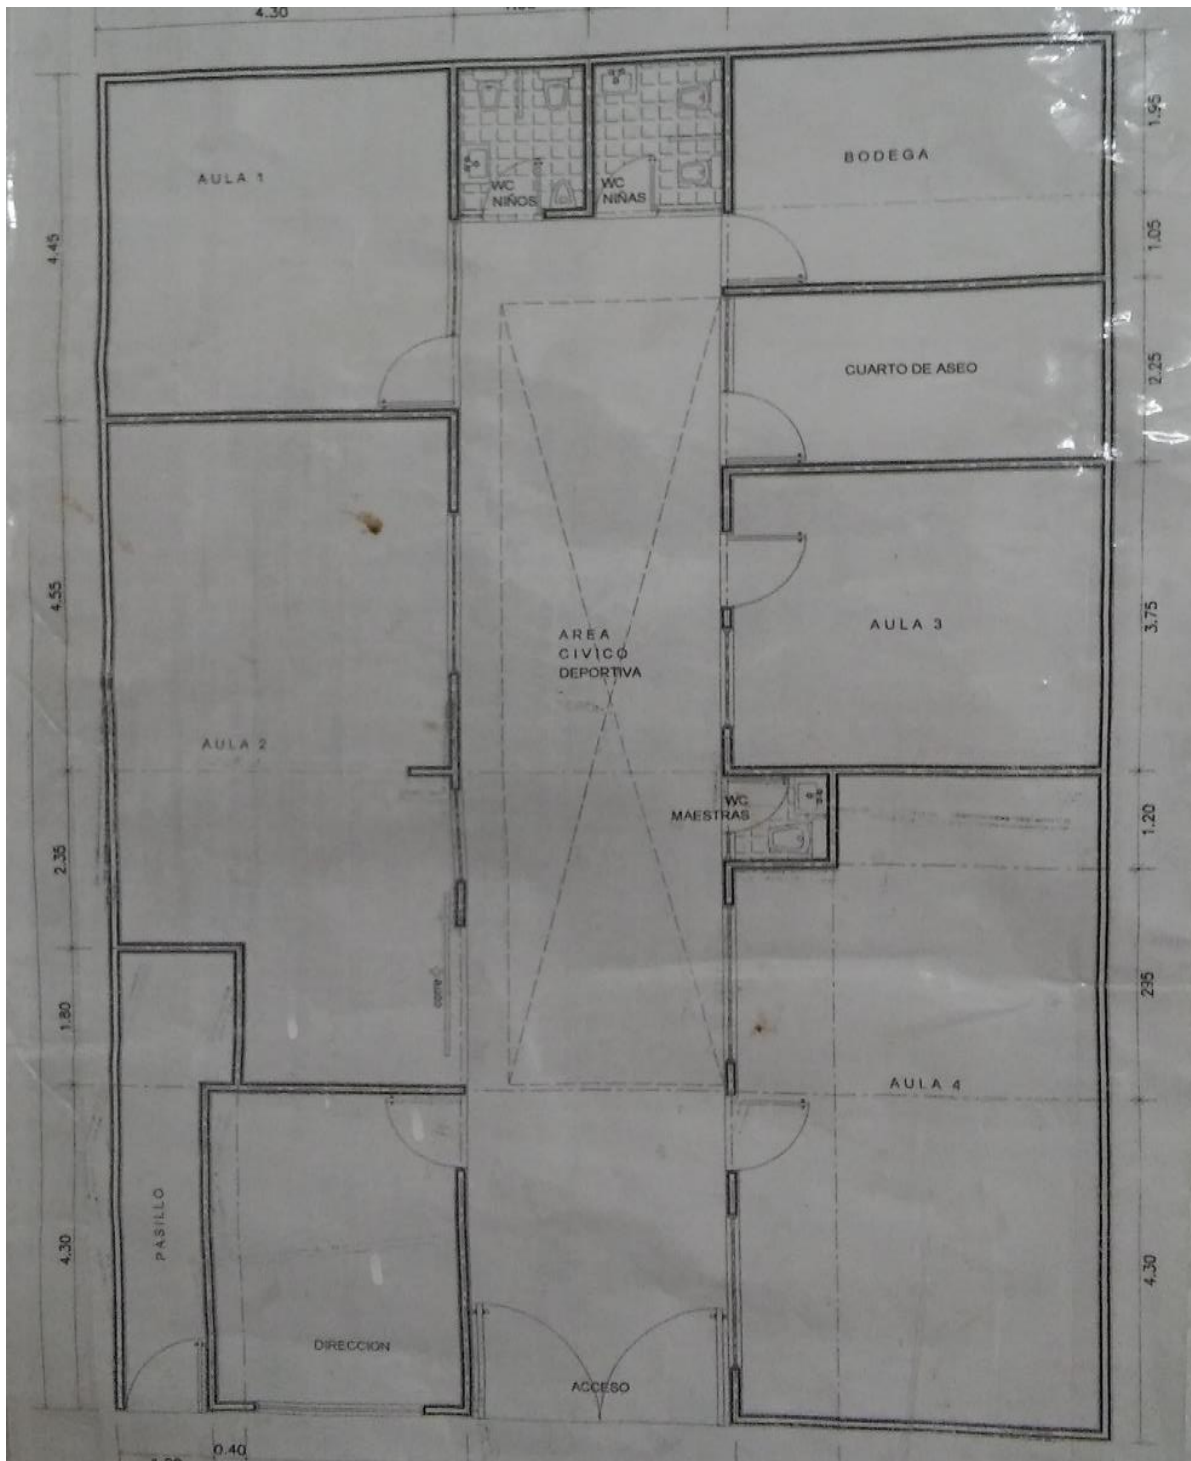 4.30
AULA 1
WC
NIÑOS
WC
NIÑAS
BODEGA
1.95
1.05
4.45
CUARTO DE ASEO
2.25
4.55
AREA
CIVICO
DEPORTIVA
AULA 3
3.75
AULA 2
WC
MAESTRAS
1.20
2.35
corre
295
1.80
AULA 4
PASILLO
4.30
4.30
DIRECCION
ACCESO
0.40